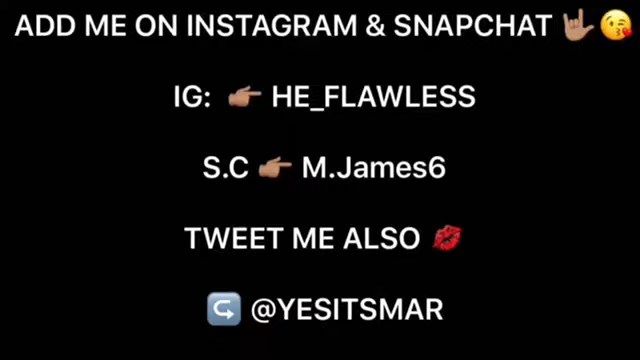 ADD ME ON INSTAGRAM & SNAPCHAT 🤟🏽😘
IG: 👉🏽 HE_FLAWLESS
S.C 👉🏽 M.James6
TWEET ME ALSO 💋
↪️ @YESITSMAR